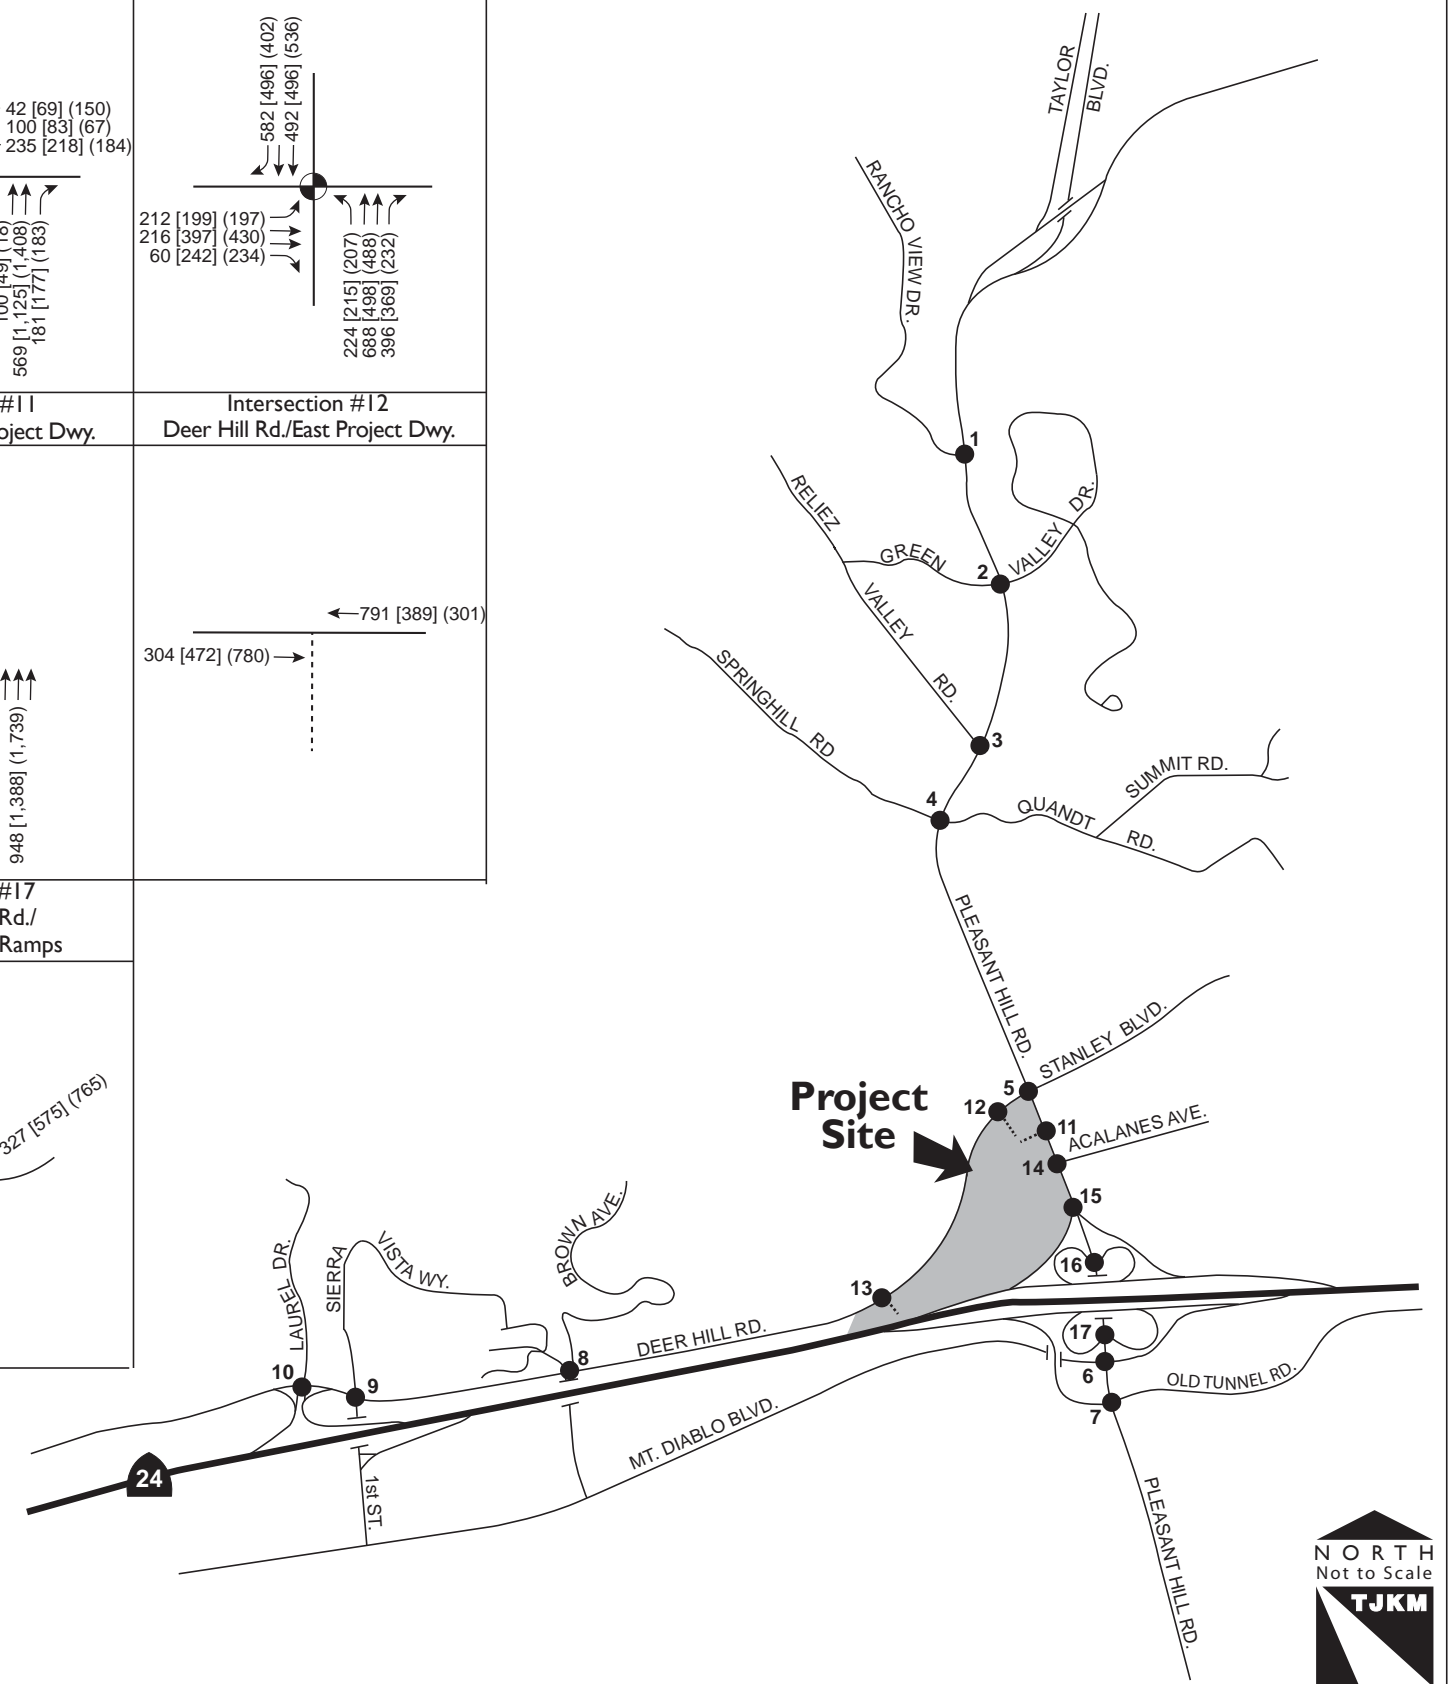 42 [69] (150)
100 [83] (67)
235 [218] (184)
569 [1,125] (1,408)
181 [177] (183)
582 [496] (402)
492 [496] (536)
212 [199] (197)
216 [397] (430)
60 [242] (234)
224 [215] (207)
688 [498] (488)
396 [369] (232)
#11
oject Dwy.
Intersection #12
Deer Hill Rd./East Project Dwy.
948 [1,388] (1,739)
791 [389] (301)
304 [472] (780)
#17
Rd./
Ramps
327 [575] (765)
TAYLOR
BLVD.
RANCHO VIEW DR.
1
RELIEZ
VALLEY
RD.
GREEN
VALLEY
DR.
2
3
SPRINGHILL RD
4
QUANDT
RD.
SUMMIT RD.
PLEASANT HILL RD.
STANLEY BLVD.
5
Project
Site
12
11
ACALANES AVE.
14
15
16
13
17
6
7
OLD TUNNEL RD.
LAUREL DR.
SIERRA
VISTA WY.
BROWN AVE.
DEER HILL RD.
8
10
9
MT. DIABLO BLVD.
24
1st ST.
PLEASANT HILL RD.
NORTH
Not to Scale
TJKM